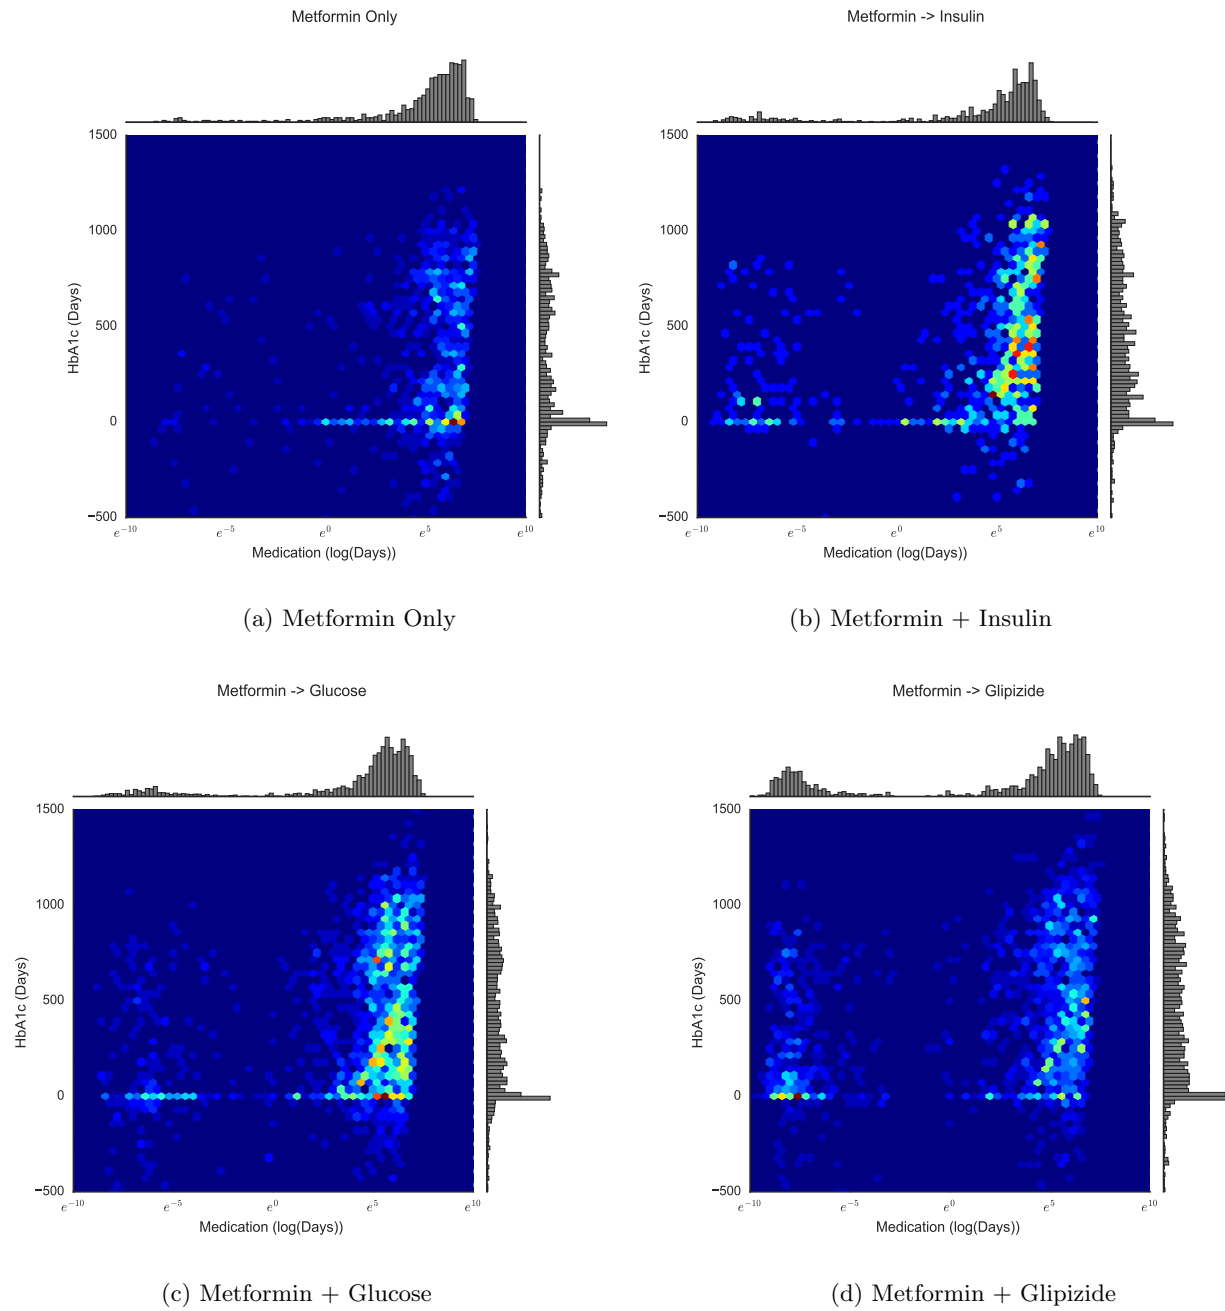 Metformin Only
1500
1000
500
0
−500
HbA1c (Days)
e^{-10}
e^{-5}
e^{0}
e^{5}
e^{10}
Medication (log(Days))
(a) Metformin Only
Metformin -> Insulin
1500
1000
500
0
−500
HbA1c (Days)
e^{-10}
e^{-5}
e^{0}
e^{5}
e^{10}
Medication (log(Days))
(b) Metformin + Insulin
Metformin -> Glucose
1500
1000
500
0
−500
HbA1c (Days)
e^{-10}
e^{-5}
e^{0}
e^{5}
e^{10}
Medication (log(Days))
(c) Metformin + Glucose
Metformin -> Glipizide
1500
1000
500
0
−500
HbA1c (Days)
e^{-10}
e^{-5}
e^{0}
e^{5}
e^{10}
Medication (log(Days))
(d) Metformin + Glipizide